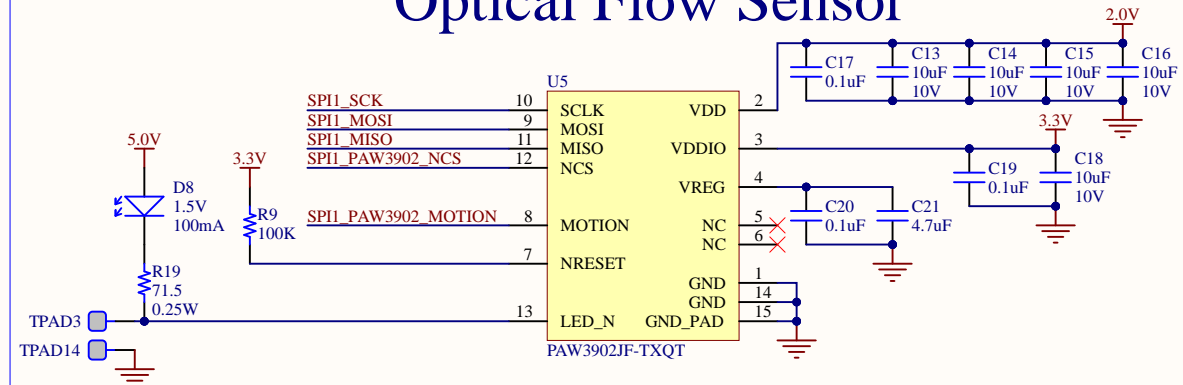 Optical Flow Sensor
2.0V
C17
0.1uF
C13
10uF
10V
C14
10uF
10V
C15
10uF
10V
C16
10uF
10V
U5
SPI1_SCK
10
SCLK
VDD
2
SPI1_MOSI
9
MOSI
SPI1_MISO
11
MISO
VDDIO
3
3.3V
SPI1_PAW3902_NCS
12
NCS
C19
0.1uF
C18
10uF
10V
5.0V
3.3V
D8
1.5V
100mA
VREG
4
R9
100K
SPI1_PAW3902_MOTION
8
MOTION
NC
5
NC
6
C20
0.1uF
C21
4.7uF
7
NRESET
R19
71.5
0.25W
GND
1
GND
14
TPAD3
13
LED_N
GND_PAD
15
TPAD14
PAW3902JF-TXQT